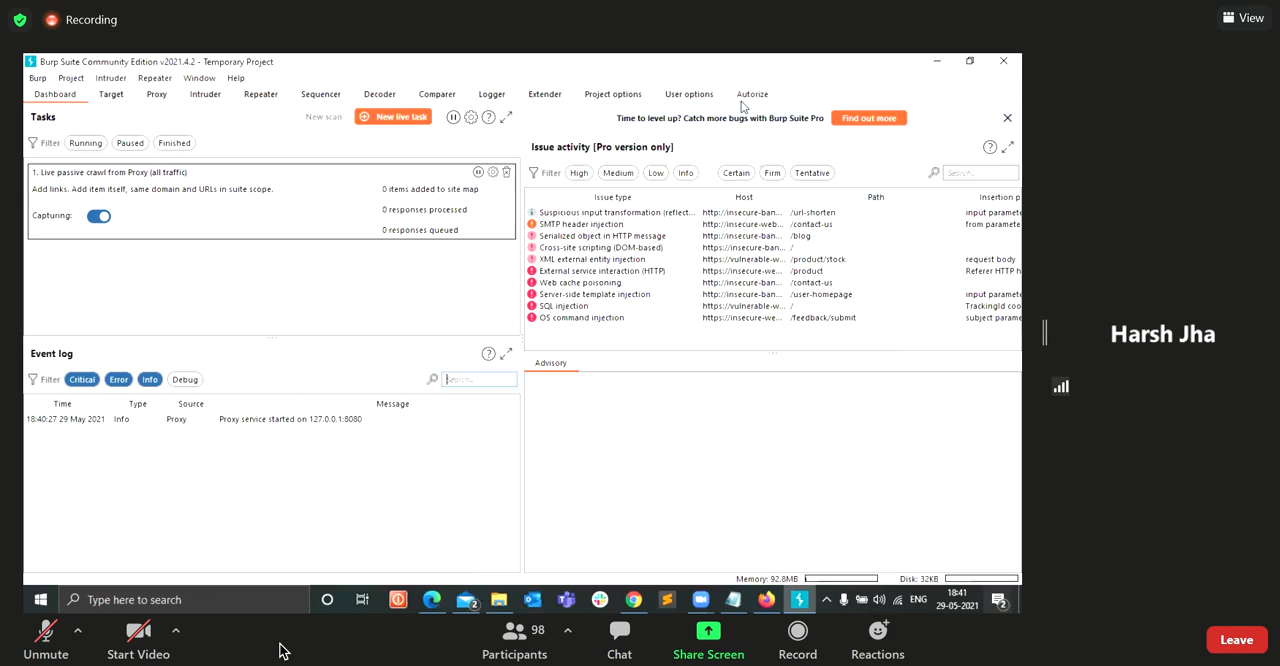 Recording
View
Burp Suite Community Edition v2021.4.2 - Temporary Project
Burp Project Intruder Repeater Window Help
Dashboard Target Proxy Intruder Repeater Sequencer Decoder Comparer Logger Extender Project options User options Autorize
Tasks
New scan
New live task
Time to level up? Catch more bugs with Burp Suite Pro
Find out more
Filter Running Paused Finished
1. Live passive crawl from Proxy (all traffic)
Add links. Add item itself, same domain and URLs in suite scope.
0 items added to site map
Capturing:
0 responses processed
0 responses queued
Issue activity [Pro version only]
Filter High Medium Low Info Certain Firm Tentative Search...
Issue type Host Path Insertion p
Suspicious input transformation (reflect... http://insecure-ban... /url-shorten input paramete
SMTP header injection http://insecure-web... /contact-us from paramete
Serialized object in HTTP message http://insecure-ban... /blog
Cross-site scripting (DOM-based) https://insecure-ban... /
XML external entity injection https://vulnerable-w... /product/stock request body
External service interaction (HTTP) https://insecure-we... /product Referer HTTP h
Web cache poisoning http://insecure-ban... /contact-us
Server-side template injection http://insecure-ban... /user-homepage input paramete
SQL injection https://vulnerable-w... / TrackingId coo
OS command injection https://insecure-we... /feedback/submit subject parame
Event log
Filter Critical Error Info Debug Search...
Time Type Source Message
18:40:27 29 May 2021 Info Proxy Proxy service started on 127.0.0.1:8080
Advisory
Memory: 92.8MB Disk: 32KB
Harsh Jha
Type here to search
2
ENG
18:41
29-05-2021
2
Unmute
Start Video
98
Participants
Chat
Share Screen
Record
Reactions
Leave